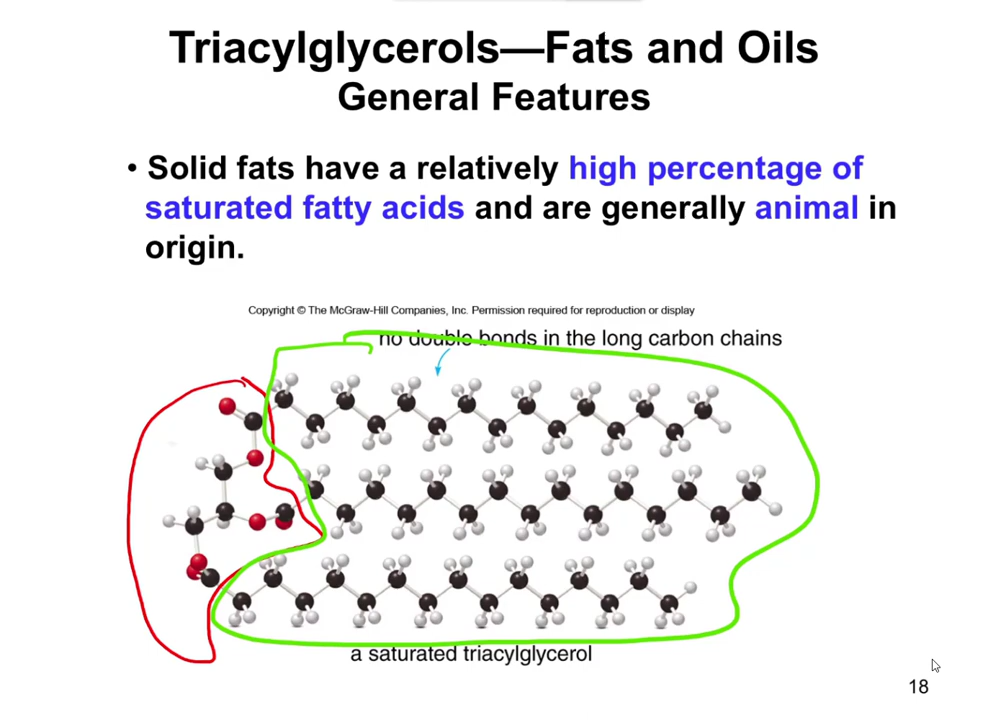 Triacylglycerols—Fats and Oils
General Features
• Solid fats have a relatively high percentage of
saturated fatty acids and are generally animal in
origin.
Copyright © The McGraw-Hill Companies, Inc. Permission required for reproduction or display
no double bonds in the long carbon chains
a saturated triacylglycerol
18